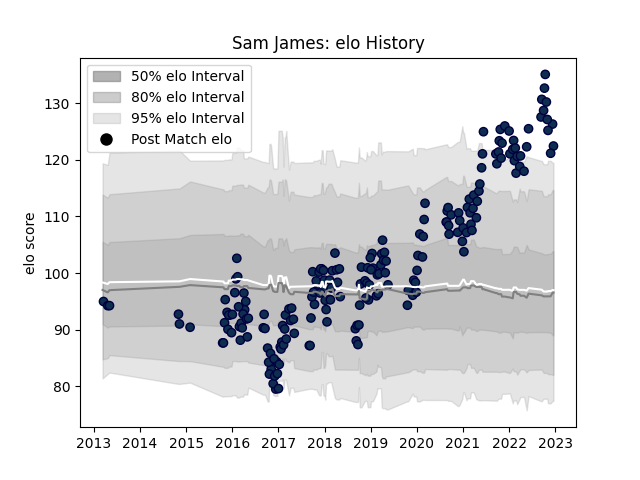 Sam James: elo History
50% elo Interval
80% elo Interval
95% elo Interval
Post Match elo
elo score
130
120
110
100
90
80
2013 2014 2015 2016 2017 2018 2019 2020 2021 2022 2023